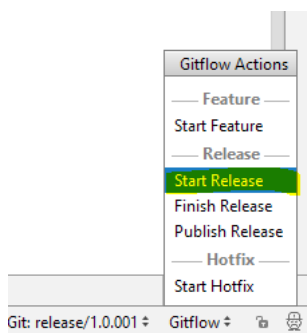 Gitflow Actions
Feature
Start Feature
Release
Start Release
Finish Release
Publish Release
Hotfix
Start Hotfix
Git: release/1.0.001 Gitflow